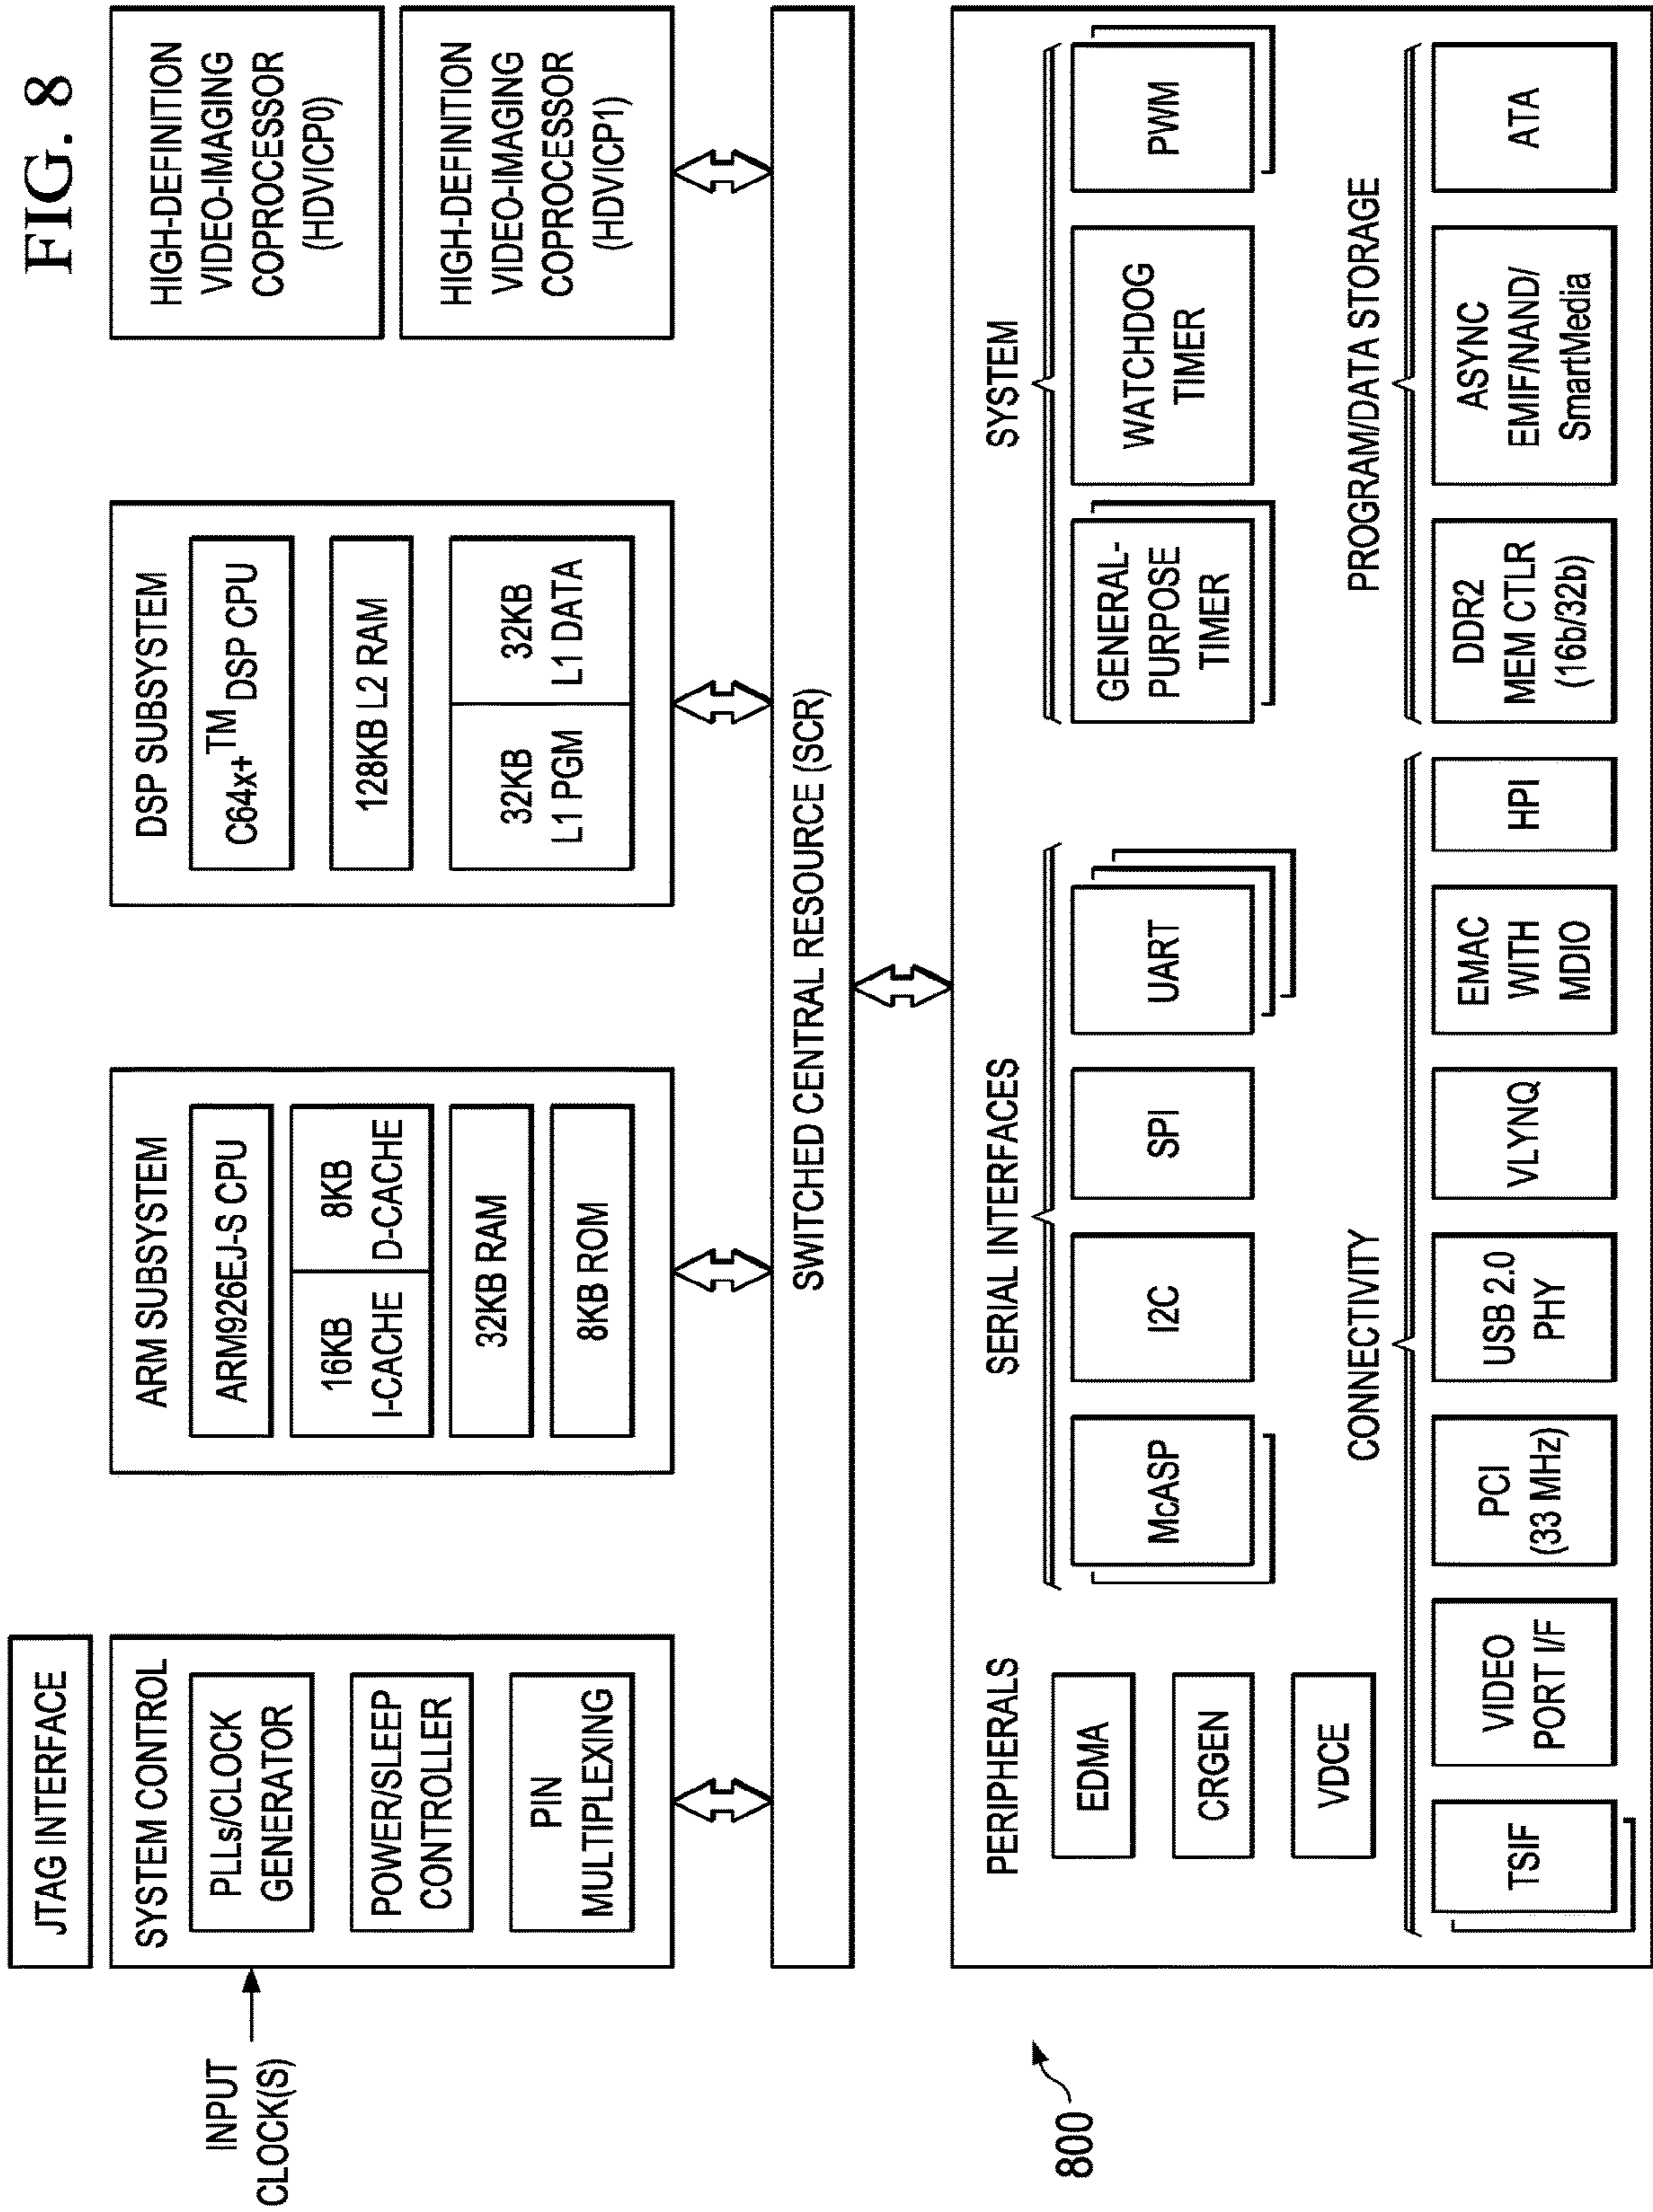 FIG. 8
JTAG INTERFACE
INPUT
CLOCK(S)
SYSTEM CONTROL
PLLs/CLOCK
GENERATOR
POWER/SLEEP
CONTROLLER
PIN
MULTIPLEXING
ARM SUBSYSTEM
ARM926EJ-S CPU
16KB
I-CACHE
8KB
D-CACHE
32KB RAM
8KB ROM
DSP SUBSYSTEM
C64x+TM DSP CPU
128KB L2 RAM
32KB
L1 PGM
32KB
L1 DATA
HIGH-DEFINITION
VIDEO-IMAGING
COPROCESSOR
(HDVICP0)
HIGH-DEFINITION
VIDEO-IMAGING
COPROCESSOR
(HDVICP1)
SWITCHED CENTRAL RESOURCE (SCR)
800
PERIPHERALS
EDMA
CRGEN
VDCE
SERIAL INTERFACES
McASP
I2C
SPI
UART
SYSTEM
GENERAL-
PURPOSE
TIMER
WATCHDOG
TIMER
PWM
CONNECTIVITY
TSIF
VIDEO
PORT I/F
PCI
(33 MHz)
USB 2.0
PHY
VLYNQ
EMAC
WITH
MDIO
HPI
PROGRAM/DATA STORAGE
DDR2
MEM CTLR
(16b/32b)
ASYNC
EMIF/NAND/
SmartMedia
ATA